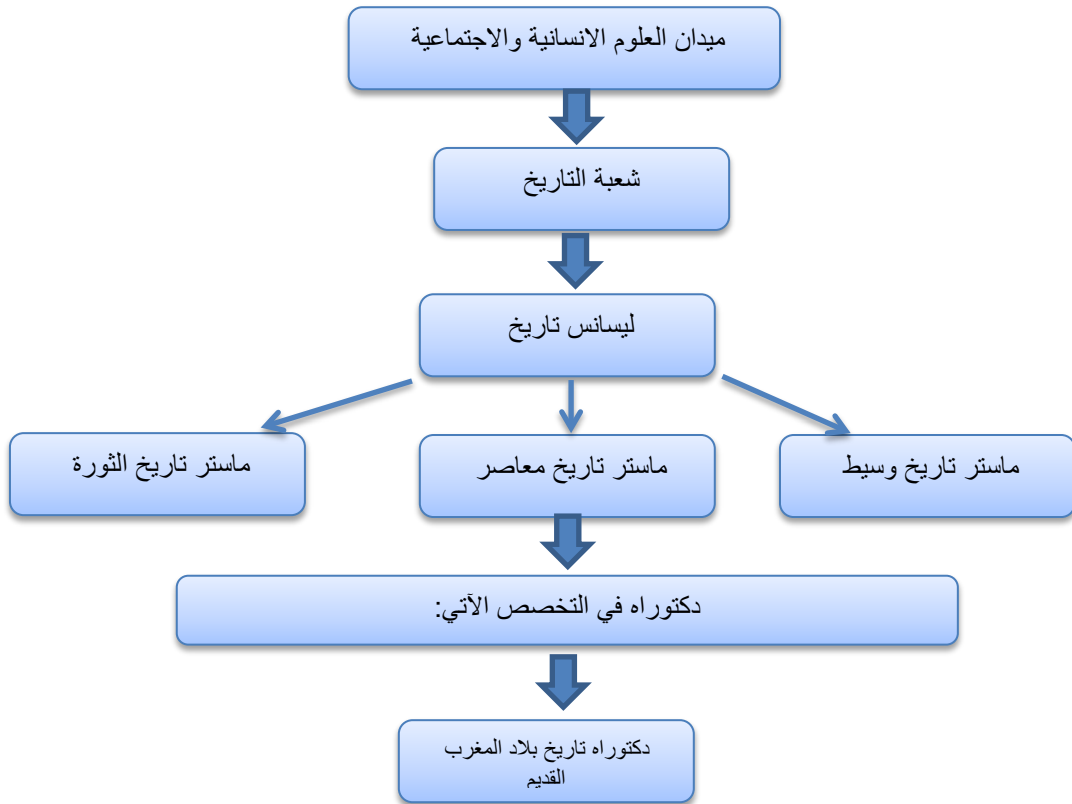 ميدان العلوم الانسانية والاجتماعية
شعبة التاريخ
ليسانس تاريخ
ماستر تاريخ وسيط
ماستر تاريخ معاصر
ماستر تاريخ الثورة
دكتوراه في التخصص الآتي:
دكتوراه تاريخ بلاد المغرب
القديم